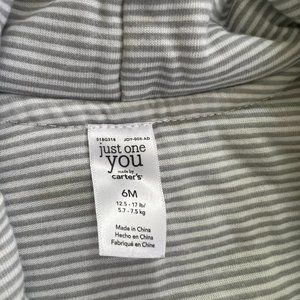 just one
you
made by
carter's
6M
12.5 - 17 lb/
5.7 - 7.5 kg
Made in China
Hecho en China
Fabriqué en Chine